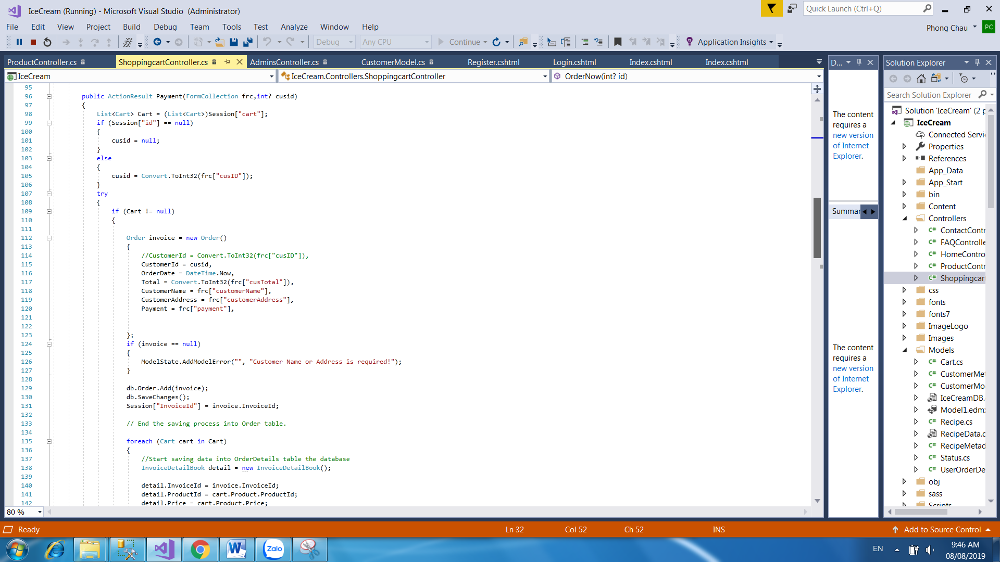 IceCream (Running) - Microsoft Visual Studio (Administrator)
Quick Launch (Ctrl+Q)
File Edit View Project Build Debug Team Tools Test Analyze Window Help
Phong Chau PC
Debug Any CPU Continue Application Insights
ProductController.cs ShoppingcartController.cs AdminsController.cs CustomerModel.cs Register.cshtml Login.cshtml Index.cshtml Index.cshtml
D... Solution Explorer
IceCream IceCream.Controllers.ShoppingcartController OrderNow(int? id)
95
96 public ActionResult Payment(FormCollection frc,int? cusid)
97 {
98 List<Cart> Cart = (List<Cart>)Session["cart"];
99 if (Session["id"] == null)
100 {
101 cusid = null;
102 }
103 else
104 {
105 cusid = Convert.ToInt32(frc["cusID"]);
106 }
107 try
108 {
109 if (Cart != null)
110 {
111
112 Order invoice = new Order()
113 {
114 //CustomerId = Convert.ToInt32(frc["cusID"]),
115 CustomerId = cusid,
116 OrderDate = DateTime.Now,
117 Total = Convert.ToInt32(frc["cusTotal"]),
118 CustomerName = frc["customerName"],
119 CustomerAddress = frc["customerAddress"],
120 Payment = frc["payment"],
121
122
123 };
124 if (invoice == null)
125 {
126 ModelState.AddModelError("", "Customer Name or Address is required!");
127 }
128
129 db.Order.Add(invoice);
130 db.SaveChanges();
131 Session["InvoiceId"] = invoice.InvoiceId;
132
133 // End the saving process into Order table.
134
135 foreach (Cart cart in Cart)
136 {
137 //Start saving data into OrderDetails table the database
138 InvoiceDetailBook detail = new InvoiceDetailBook();
139
140 detail.InvoiceId = invoice.InvoiceId;
141 detail.ProductId = cart.Product.ProductId;
142 detail.Price = cart.Product.Price;
80 %
The content
requires a
new version
of Internet
Explorer.
Summar
The content
requires a
new version
of Internet
Explorer.
Search Solution Explorer
Solution 'IceCream' (2 p
IceCream
Connected Servi
Properties
References
App_Data
App_Start
bin
Content
Controllers
C# ContactContr
C# FAQControlle
C# HomeContro
C# ProductContr
C# Shoppingcart
css
fonts
fonts7
ImageLogo
Images
Models
C# Cart.cs
C# CustomerMet
C# CustomerMo
IceCreamDB.
Model1.edmx
C# Recipe.cs
RecipeData.c
C# RecipeMetad
C# Status.cs
C# UserOrderDe
obj
sass
Scripts
Ready Ln 32 Col 52 Ch 52 INS Add to Source Control
Zalo
EN
9:46 AM
08/08/2019